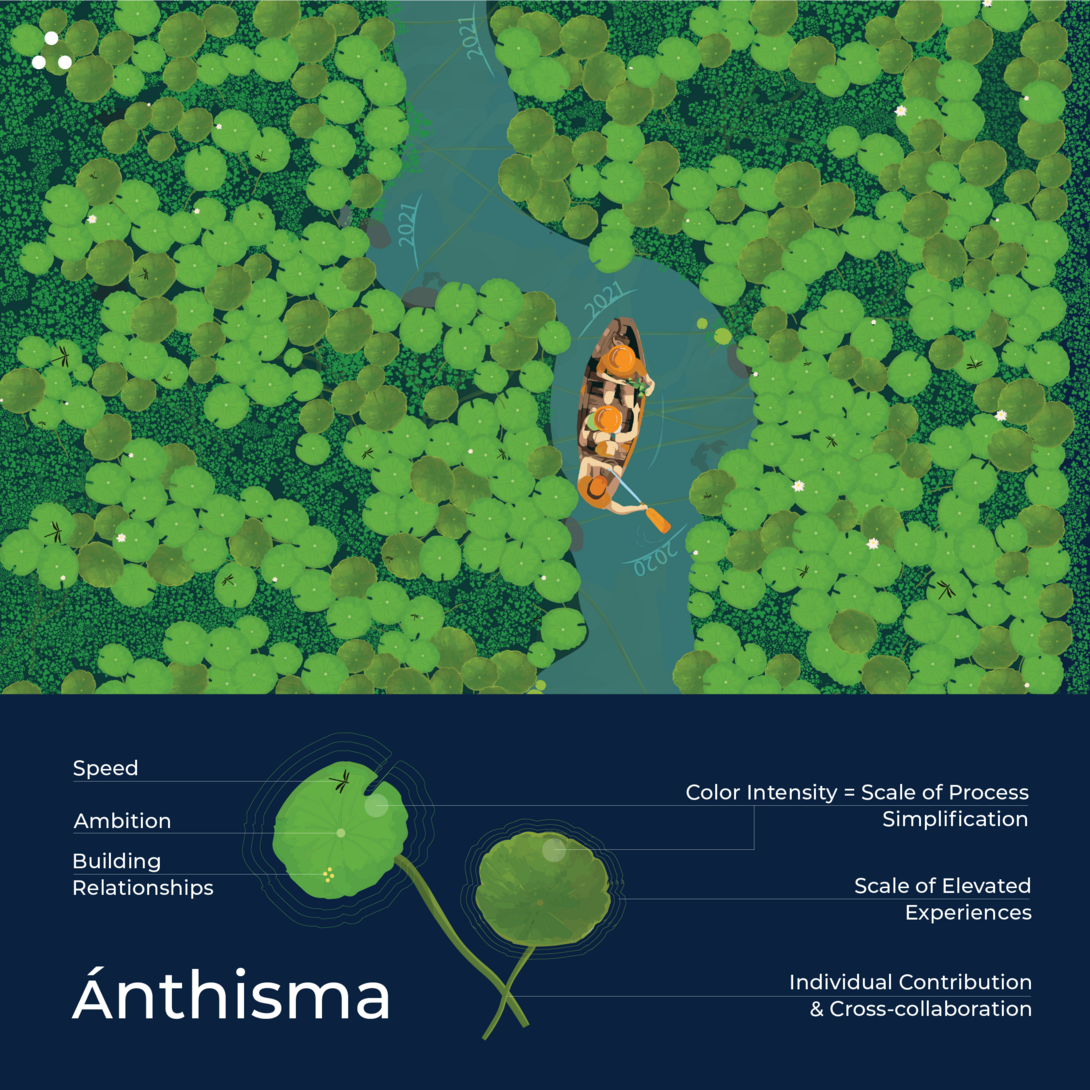 2021
2021
2021
2020
Speed
Ambition
Building
Relationships
Color Intensity = Scale of Process
Simplification
Scale of Elevated
Experiences
Individual Contribution
& Cross-collaboration
Ánthisma